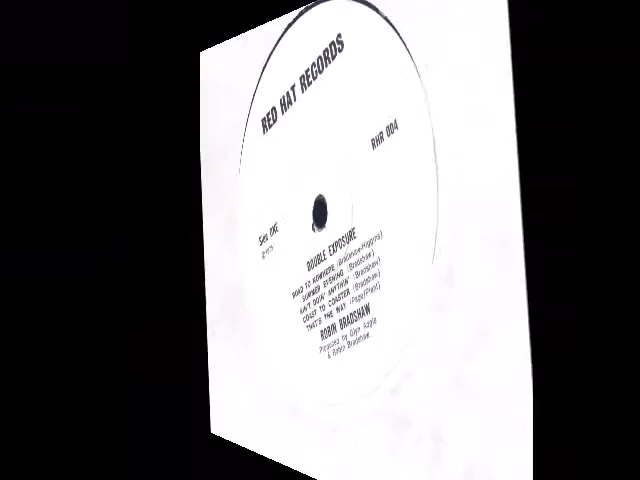 RED HAT RECORDS
RHR 004
Side ONE
DOUBLE EXPOSURE
ROAD TO NOWHERE (Bradshaw-Higgins)
SUMMER EVENING (Bradshaw)
AIN'T DOIN' ANYTHIN' (Bradshaw)
COAST TO COASTER (Bradshaw)
THAT'S THE WAY (Page/Plant)
ROBIN BRADSHAW
Produced by Glyn
& Robin Bradshaw.